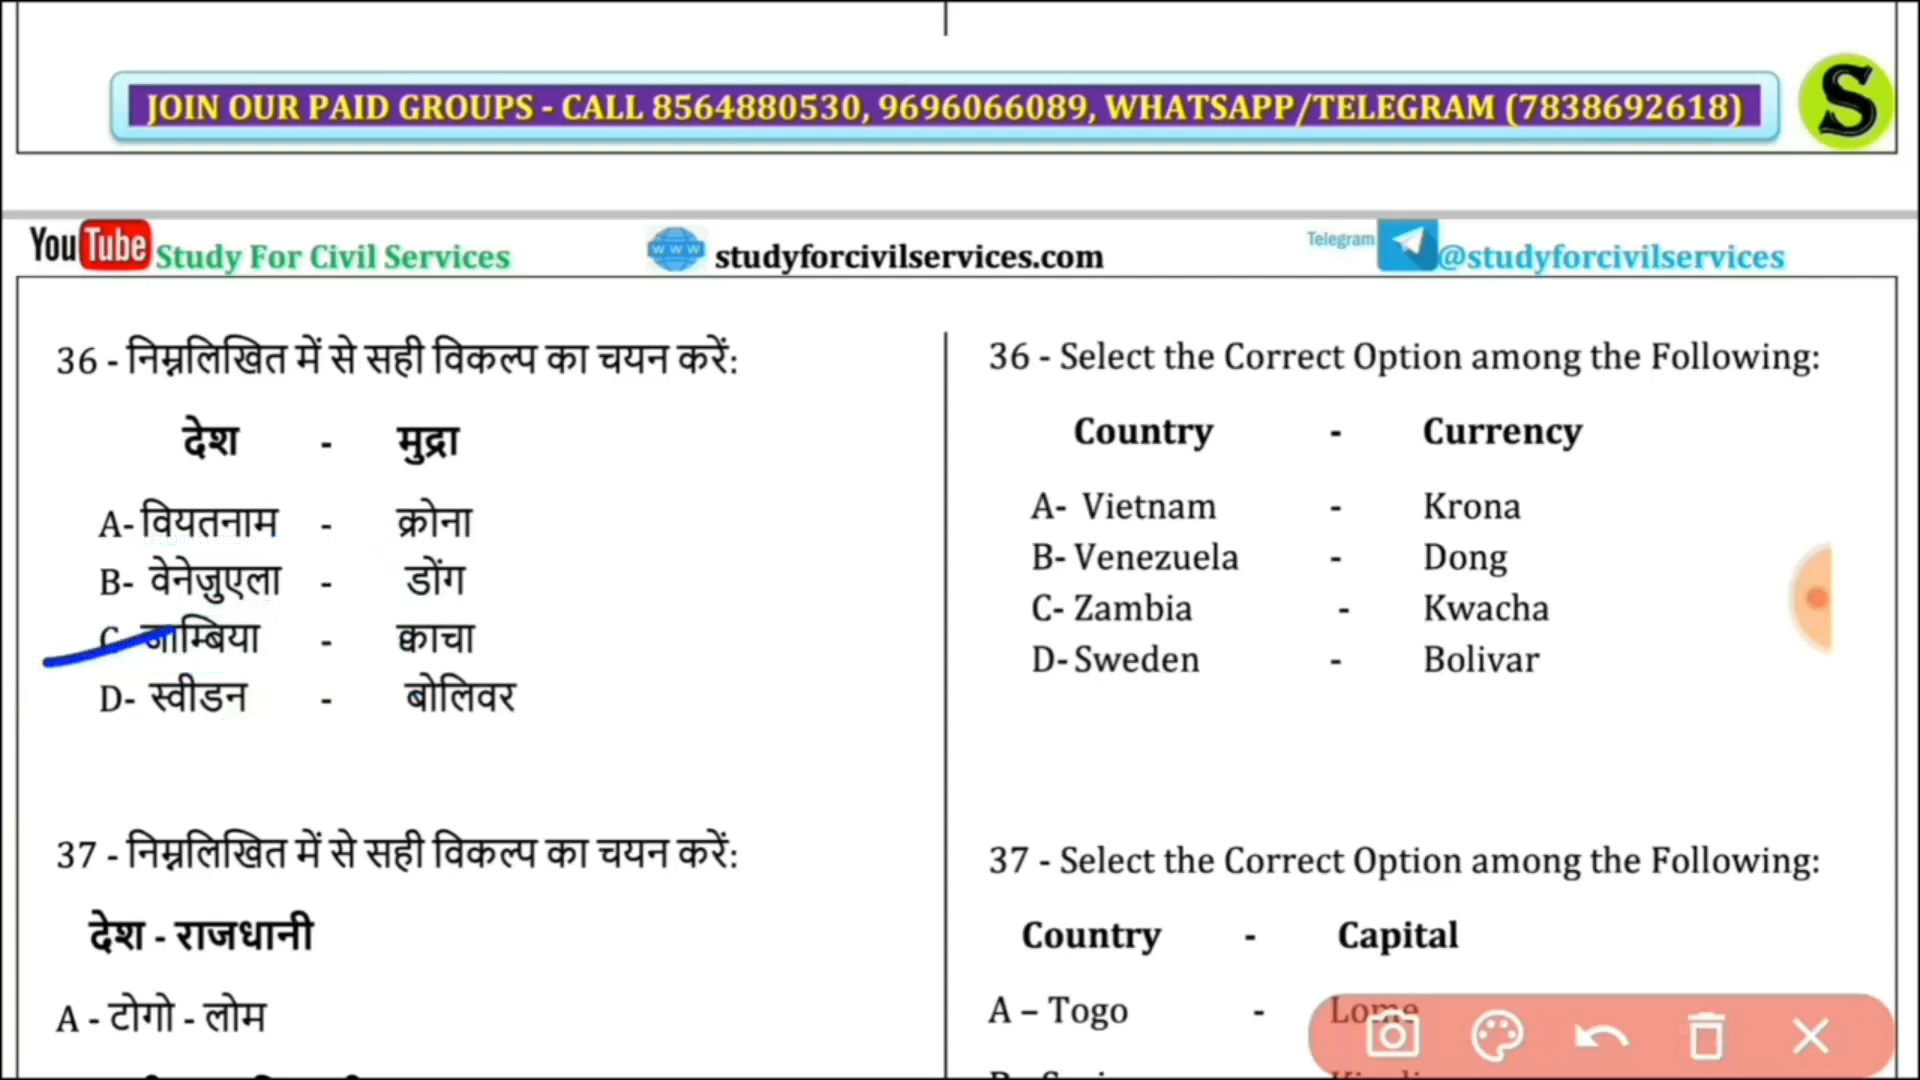 JOIN OUR PAID GROUPS - CALL 8564880530, 9696066089, WHATSAPP/TELEGRAM (7838692618)
S
YouTube Study For Civil Services
WWW studyforcivilservices.com
Telegram @studyforcivilservices
36 - निम्नलिखित में से सही विकल्प का चयन करें:
देश - मुद्रा
A- वियतनाम - क्रोना
B- वेनेजुएला - डोंग
C- जाम्बिया - क्वाचा
D- स्वीडन - बोलिवर
37 - निम्नलिखित में से सही विकल्प का चयन करें:
देश - राजधानी
A - टोगो - लोम
36 - Select the Correct Option among the Following:
Country - Currency
A- Vietnam - Krona
B- Venezuela - Dong
C- Zambia - Kwacha
D- Sweden - Bolivar
37 - Select the Correct Option among the Following:
Country - Capital
A – Togo - Lome